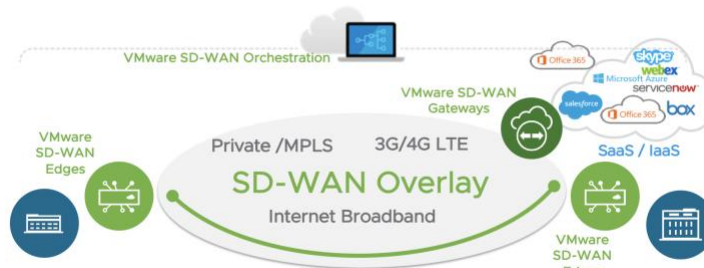 VMware SD-WAN Orchestration
Office 365
skype
webex
Microsoft Azure
servicenow
salesforce
Office 365
box
SaaS / IaaS
VMware SD-WAN
Gateways
VMware
SD-WAN
Edges
Private /MPLS
3G/4G LTE
SD-WAN Overlay
Internet Broadband
VMware
SD-WAN